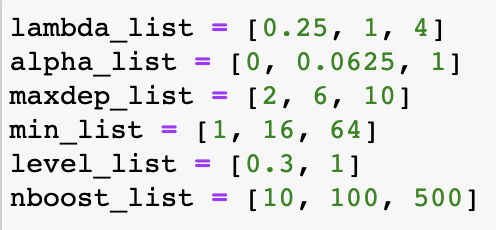 lambda_list = [0.25, 1, 4]
alpha_list = [0, 0.0625, 1]
maxdep_list = [2, 6, 10]
min_list = [1, 16, 64]
level_list = [0.3, 1]
nboost_list = [10, 100, 500]